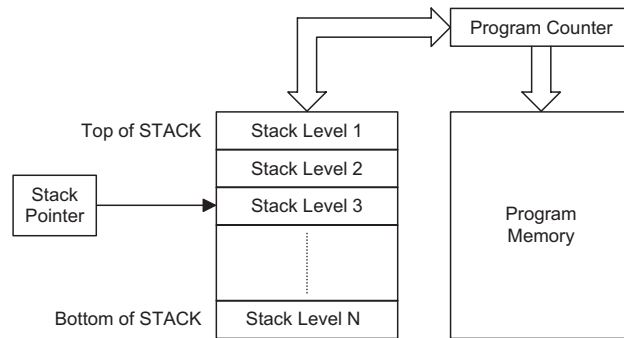 Program Counter
Top of STACK
Stack Level 1
Stack Level 2
Stack
Pointer
Stack Level 3
Program
Memory
Bottom of STACK
Stack Level N